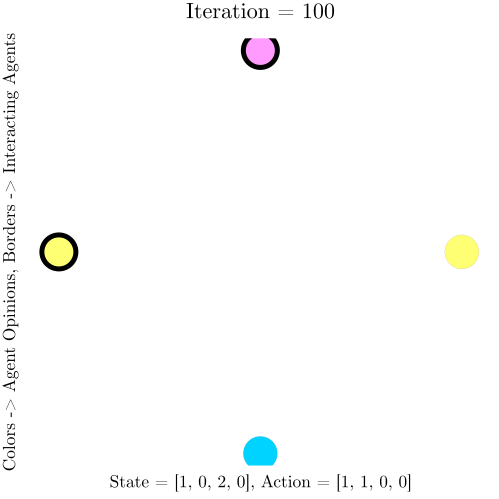 Iteration = 100
Colors -> Agent Opinions, Borders -> Interacting Agents
State = [1, 0, 2, 0], Action = [1, 1, 0, 0]